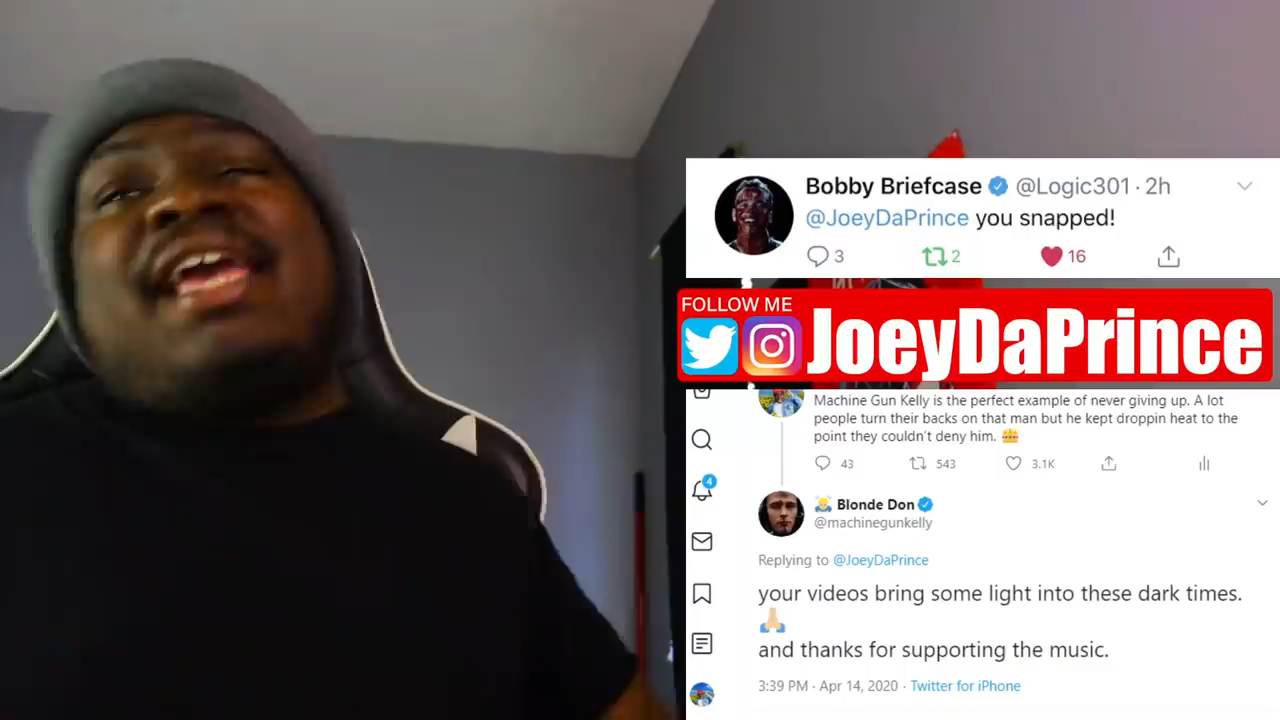 Bobby Briefcase @Logic301 · 2h
@JoeyDaPrince you snapped!
3 2 16
FOLLOW ME
JoeyDaPrince
Machine Gun Kelly is the perfect example of never giving up. A lot
people turn their backs on that man but he kept droppin heat to the
point they couldn't deny him. 👑
43 543 3.1K
4
Blonde Don
@machinegunkelly
Replying to @JoeyDaPrince
your videos bring some light into these dark times.
🙏🏼
and thanks for supporting the music.
3:39 PM · Apr 14, 2020 · Twitter for iPhone